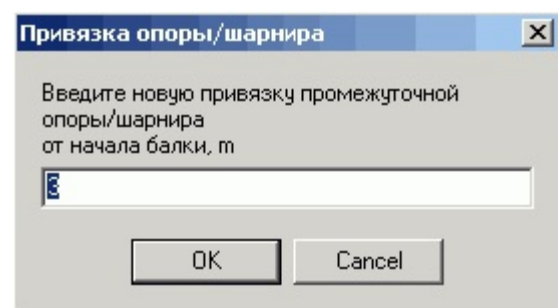 Привязка опоры/шарнира
Введите новую привязку промежуточной
опоры/шарнира
от начала балки, m
3
OK
Cancel